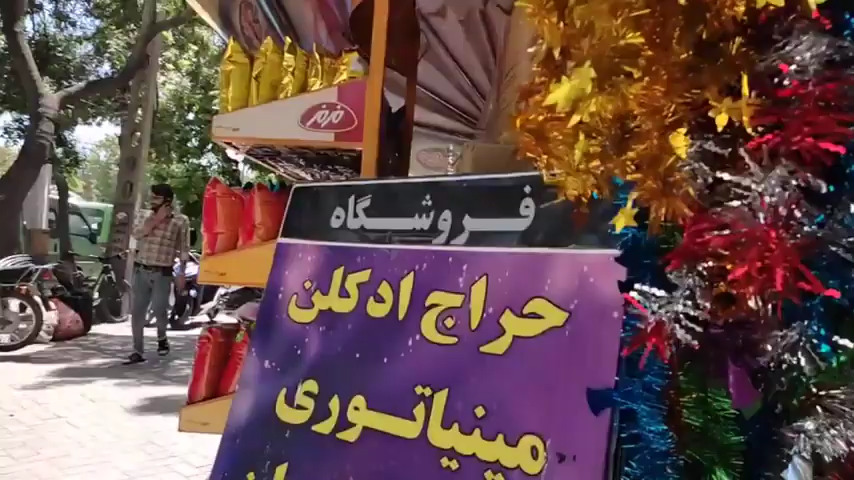 مزمز
فروشگاه
حراج ادکلن
مینیاتوری